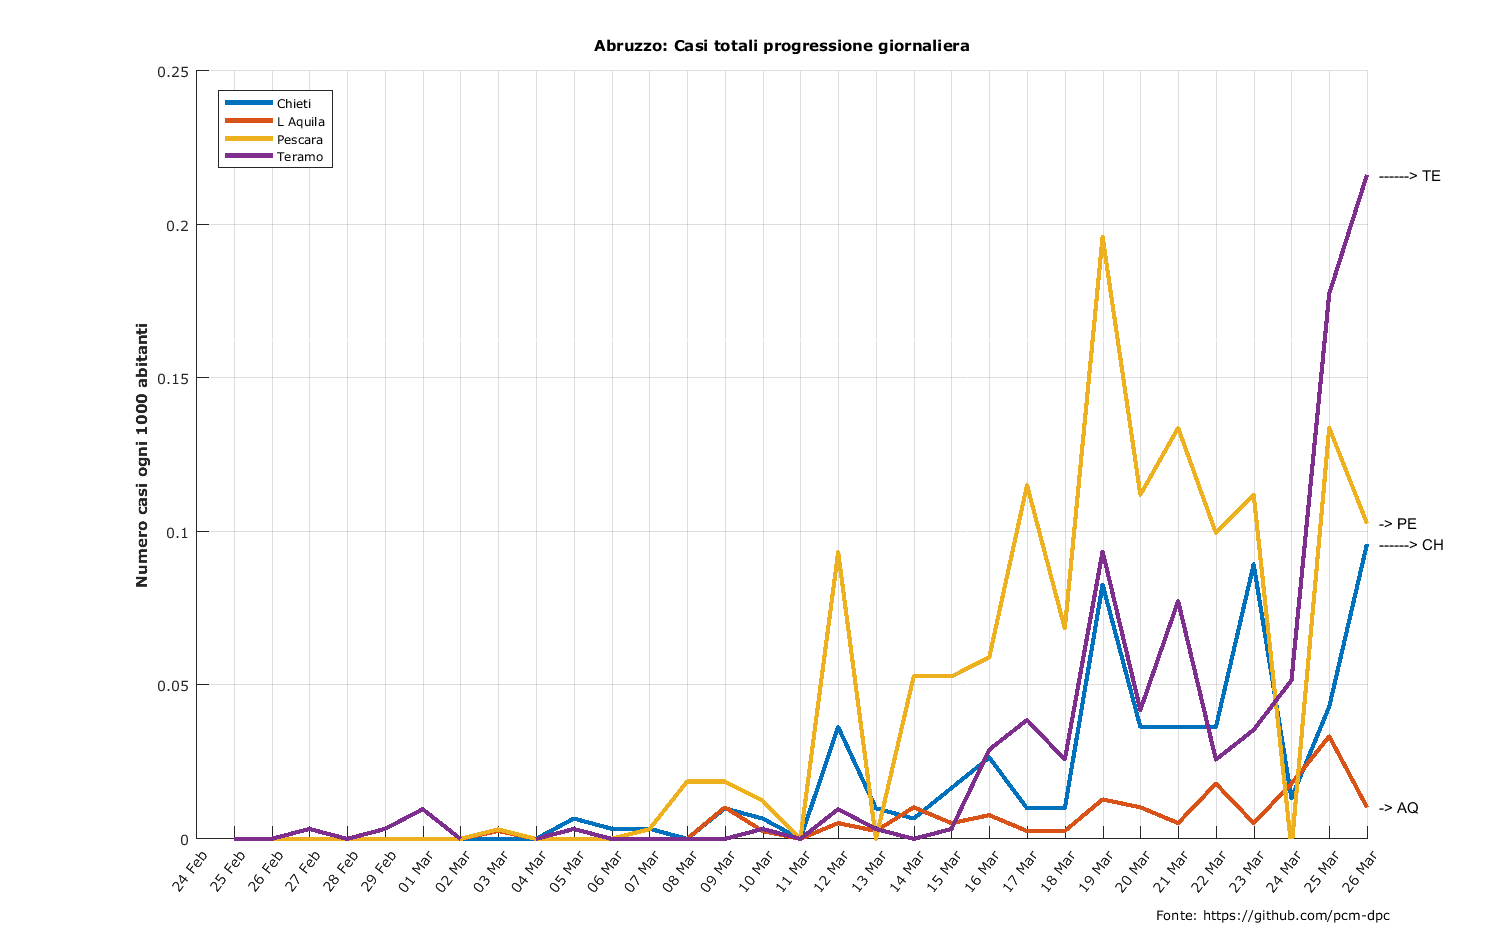 Abruzzo: Casi totali progressione giornaliera
Numero casi ogni 1000 abitanti
0.25
0.2
0.15
0.1
0.05
0
Chieti
L Aquila
Pescara
Teramo
------> TE
-> PE
------> CH
-> AQ
24 Feb
25 Feb
26 Feb
27 Feb
28 Feb
29 Feb
01 Mar
02 Mar
03 Mar
04 Mar
05 Mar
06 Mar
07 Mar
08 Mar
09 Mar
10 Mar
11 Mar
12 Mar
13 Mar
14 Mar
15 Mar
16 Mar
17 Mar
18 Mar
19 Mar
20 Mar
21 Mar
22 Mar
23 Mar
24 Mar
25 Mar
26 Mar
Fonte: https://github.com/pcm-dpc